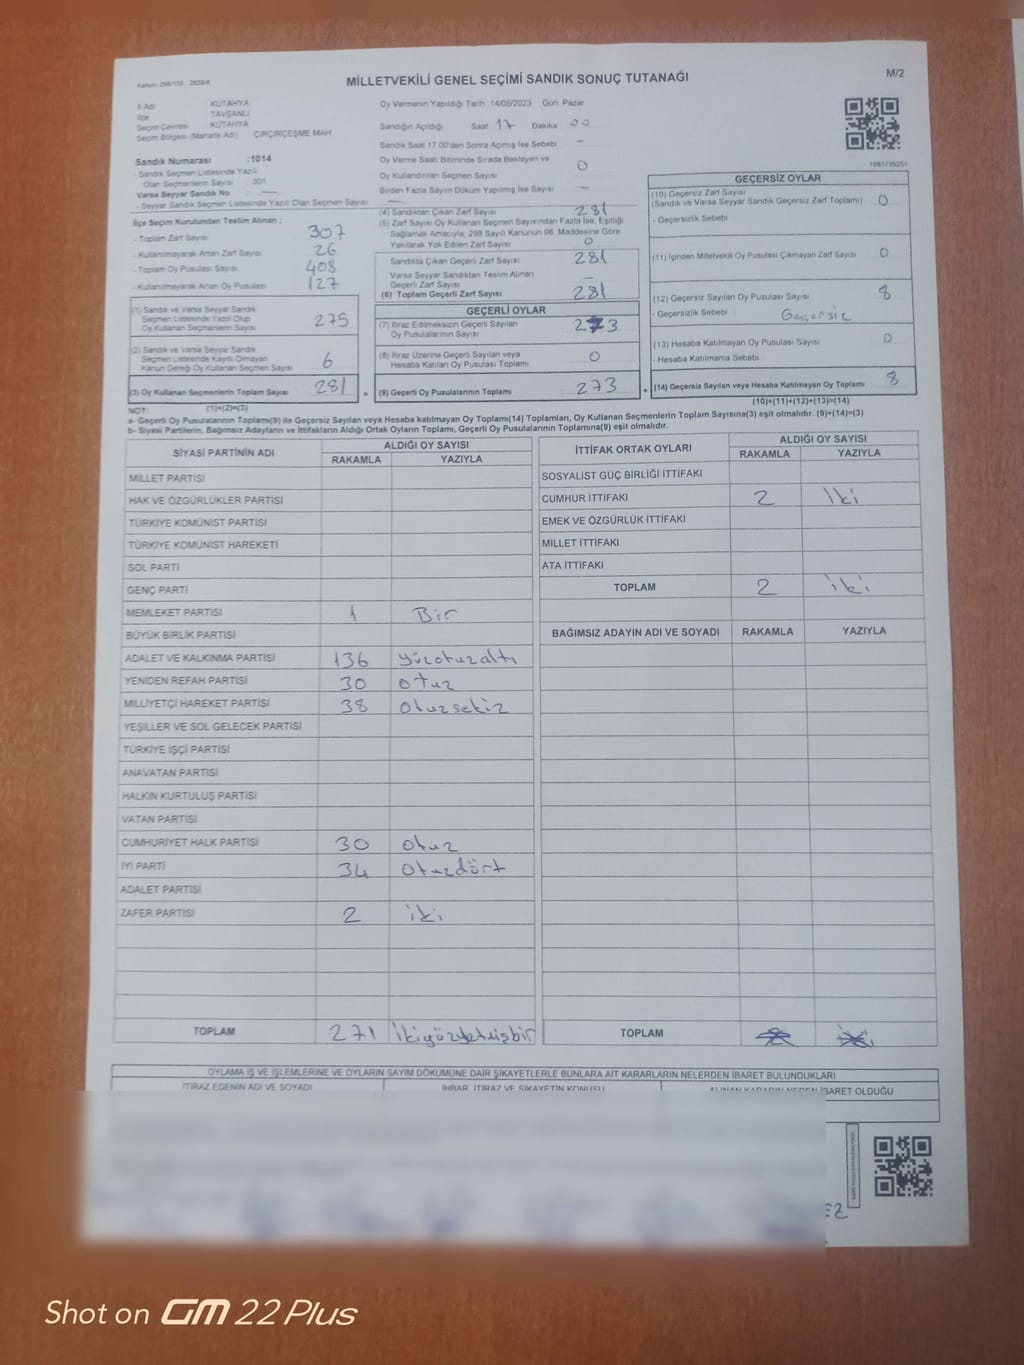 Kanun: 298/105 2839/4
MİLLETVEKİLİ GENEL SEÇİMİ SANDIK SONUÇ TUTANAĞI
M/2
İl Adı KÜTAHYA
İlçe TAVŞANLI
Seçim Çevresi KÜTAHYA
Seçim Bölgesi (Mahalle Adı) : ÇIRÇIRÇEŞME MAH.
Sandık Numarası :1014
- Sandık Seçmen Listesinde Yazılı
Olan Seçmenlerin Sayısı : 301
Varsa Seyyar Sandık No : —
- Seyyar Sandık Seçmen Listesinde Yazılı Olan Seçmen Sayısı —
İlçe Seçim Kurulundan Teslim Alınan ;
- Toplam Zarf Sayısı 307
- Kullanılmayarak Artan Zarf Sayısı 26
- Toplam Oy Pusulası Sayısı 408
- Kullanılmayarak Artan Oy Pusulası 127
(1) Sandık ve Varsa Seyyar Sandık
Seçmen Listesinde Yazılı Olup
Oy Kullanan Seçmenlerin Sayısı 275
(2) Sandık ve Varsa Seyyar Sandık
Seçmen Listesinde Kayıtlı Olmayan
Kanun Gereği Oy Kullanan Seçmen Sayısı 6
(3) Oy Kullanan Seçmenlerin Toplam Sayısı 281 =
(1)+(2)=(3)
Oy Vermenin Yapıldığı Tarih 14/05/2023 Gün Pazar
Sandığın Açıldığı Saat 17 Dakika 00
Sandık Saat 17.00'den Sonra Açılmış İse Sebebi -
Oy Verme Saati Bitiminde Sırada Bekleyen ve
Oy Kullandırılan Seçmen Sayısı 0
Birden Fazla Sayım Döküm Yapılmış İse Sayısı —
(4) Sandıktan Çıkan Zarf Sayısı 281
(5) Zarf Sayısı Oy Kullanan Seçmen Sayısından Fazla İse, Eşitliği
Sağlamak Amacıyla; 298 Sayılı Kanunun 98. Maddesine Göre
Yakılarak Yok Edilen Zarf Sayısı 0
Sandıkta Çıkan Geçerli Zarf Sayısı 281
Varsa Seyyar Sandıktan Teslim Alınan
Geçerli Zarf Sayısı —
(6) Toplam Geçerli Zarf Sayısı 281
GEÇERLİ OYLAR
(7) İtiraz Edilmeksizin Geçerli Sayılan
Oy Pusulalarının Sayısı 273
(8) İtiraz Üzerine Geçerli Sayılan veya
Hesaba Katılan Oy Pusulası Toplamı 0
(9) Geçerli Oy Pusulalarının Toplamı 273 +
1063735251
GEÇERSİZ OYLAR
(10) Geçersiz Zarf Sayısı
(Sandık ve Varsa Seyyar Sandık Geçersiz Zarf Toplamı) 0
- Geçersizlik Sebebi
(11) İçinden Milletvekili Oy Pusulası Çıkmayan Zarf Sayısı 0
(12) Geçersiz Sayılan Oy Pusulası Sayısı 8
- Geçersizlik Sebebi Geçersiz
(13) Hesaba Katılmayan Oy Pusulası Sayısı 0
- Hesaba Katılmama Sebebi
(14) Geçersiz Sayılan veya Hesaba Katılmayan Oy Toplamı 8
(10)+(11)+(12)+(13)=(14)
NOT:
a- Geçerli Oy Pusulalarının Toplamı(9) ile Geçersiz Sayılan veya Hesaba katılmayan Oy Toplamı(14) Toplamları, Oy Kullanan Seçmenlerin Toplam Sayısına(3) eşit olmalıdır. (9)+(14)=(3)
b- Siyasi Partilerin, Bağımsız Adayların ve İttifakların Aldığı Ortak Oyların Toplamı, Geçerli Oy Pusulalarının Toplamına(9) eşit olmalıdır.
SİYASİ PARTİNİN ADI ALDIĞI OY SAYISI
RAKAMLA YAZIYLA
MİLLET PARTİSİ
HAK VE ÖZGÜRLÜKLER PARTİSİ
TÜRKİYE KOMÜNİST PARTİSİ
TÜRKİYE KOMÜNİST HAREKETİ
SOL PARTİ
GENÇ PARTİ
MEMLEKET PARTİSİ 1 Bir
BÜYÜK BİRLİK PARTİSİ
ADALET VE KALKINMA PARTİSİ 136 yüzotuzaltı
YENİDEN REFAH PARTİSİ 30 otuz
MİLLİYETÇİ HAREKET PARTİSİ 38 otuzsekiz
YEŞİLLER VE SOL GELECEK PARTİSİ
TÜRKİYE İŞÇİ PARTİSİ
ANAVATAN PARTİSİ
HALKIN KURTULUŞ PARTİSİ
VATAN PARTİSİ
CUMHURİYET HALK PARTİSİ 30 otuz
İYİ PARTİ 34 otuzdört
ADALET PARTİSİ
ZAFER PARTİSİ 2 iki
TOPLAM 271 ikiyüzyetmişbir
İTTİFAK ORTAK OYLARI ALDIĞI OY SAYISI
RAKAMLA YAZIYLA
SOSYALİST GÜÇ BİRLİĞİ İTTİFAKI
CUMHUR İTTİFAKI 2 iki
EMEK VE ÖZGÜRLÜK İTTİFAKI
MİLLET İTTİFAKI
ATA İTTİFAKI
TOPLAM 2 iki
BAĞIMSIZ ADAYIN ADI VE SOYADI RAKAMLA YAZIYLA
TOPLAM
OYLAMA İŞ VE İŞLEMLERİNE VE OYLARIN SAYIM DÖKÜMÜNE DAİR ŞİKAYETLERLE BUNLARA AİT KARARLARIN NELERDEN İBARET BULUNDUKLARI
İTİRAZ EDENİN ADI VE SOYADI İHBAR, İTİRAZ VE ŞİKAYETİN KONUSU ALINAN KARARIN NEDEN İBARET OLDUĞU
EZ
Shot on GM 22 Plus